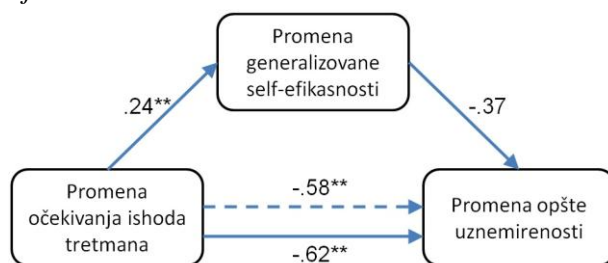 Promena
generalizovane
self-efikasnosti
.24**
-.37
Promena
očekivanja ishoda
tretmana
-.58**
-.62**
Promena opšte
uznemirenosti